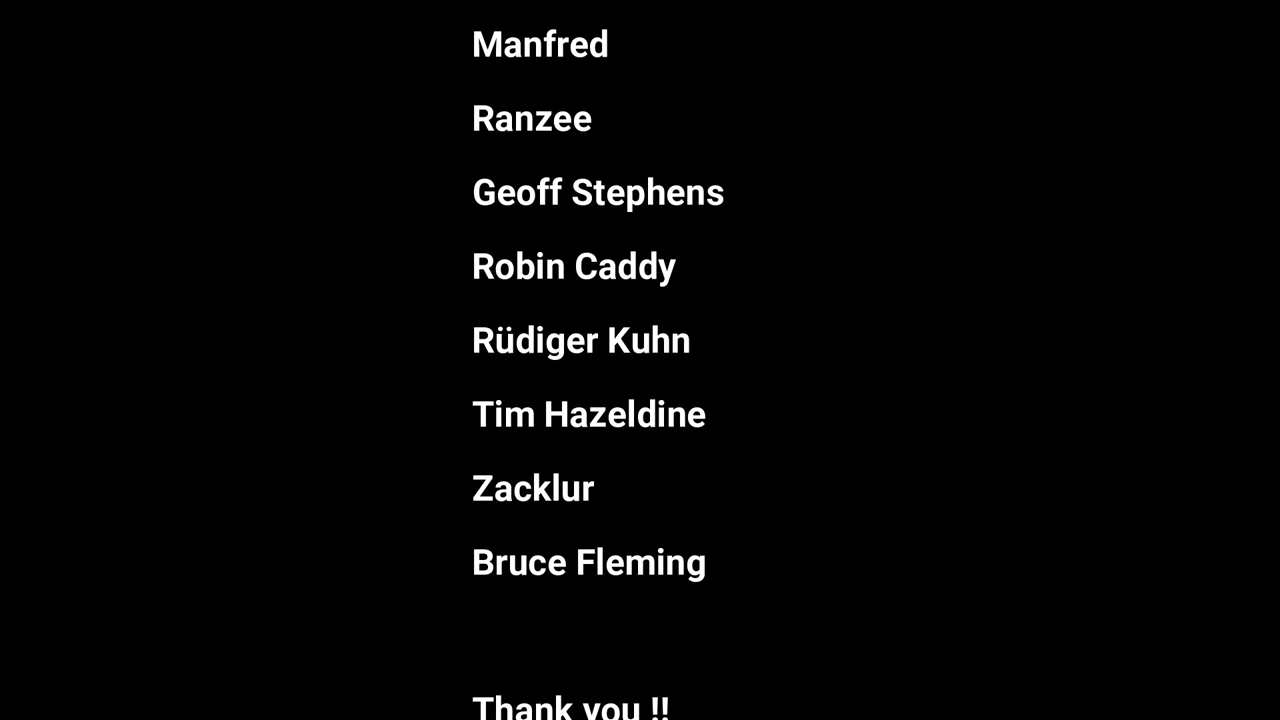 Manfred
Ranzee
Geoff Stephens
Robin Caddy
Rüdiger Kuhn
Tim Hazeldine
Zacklur
Bruce Fleming
Thank you !!